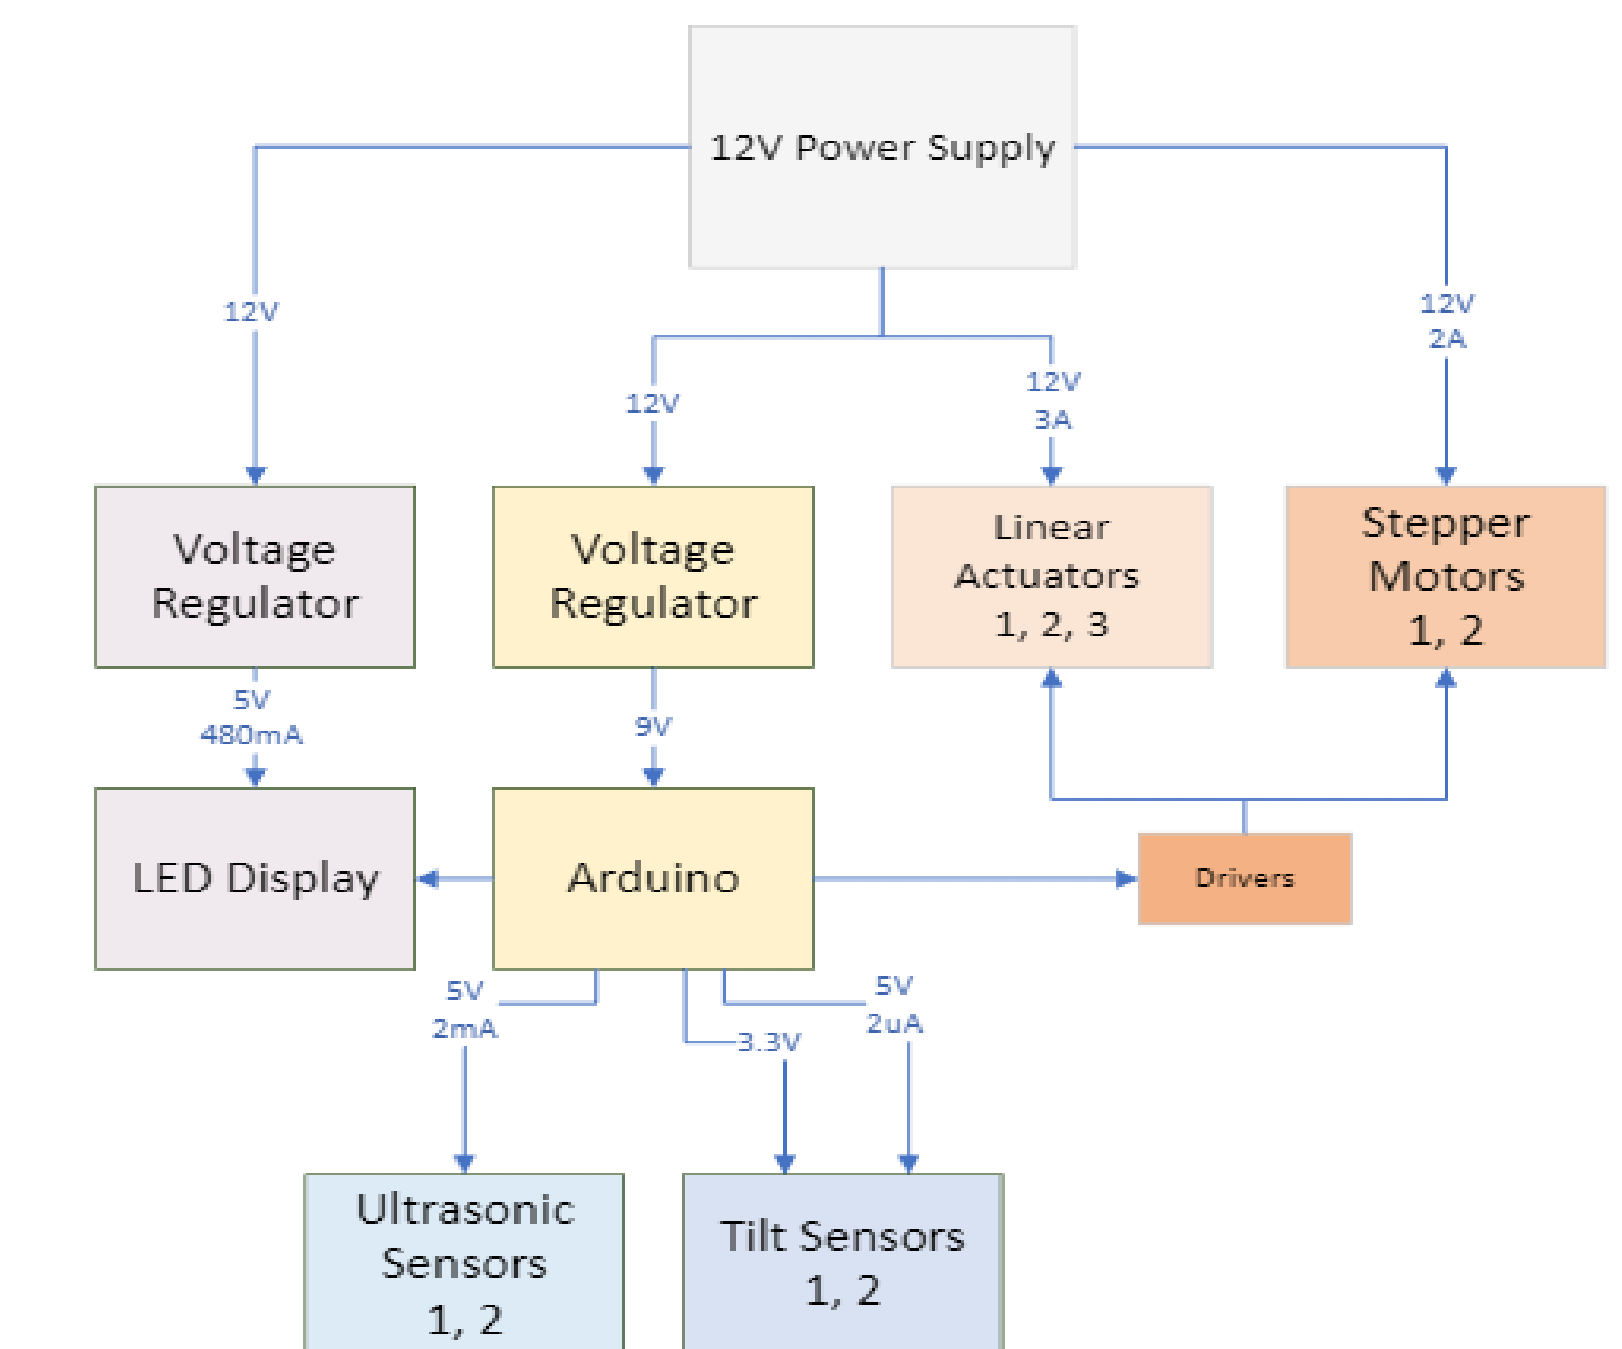 12V Power Supply
12V
12V
2A
12V
3A
12V
Voltage
Regulator
Voltage
Regulator
Linear
Actuators
1, 2, 3
Stepper
Motors
1, 2
5V
480mA
9V
LED Display
Arduino
Drivers
5V
2mA
3.3V
5V
2uA
Ultrasonic
Sensors
1, 2
Tilt Sensors
1, 2